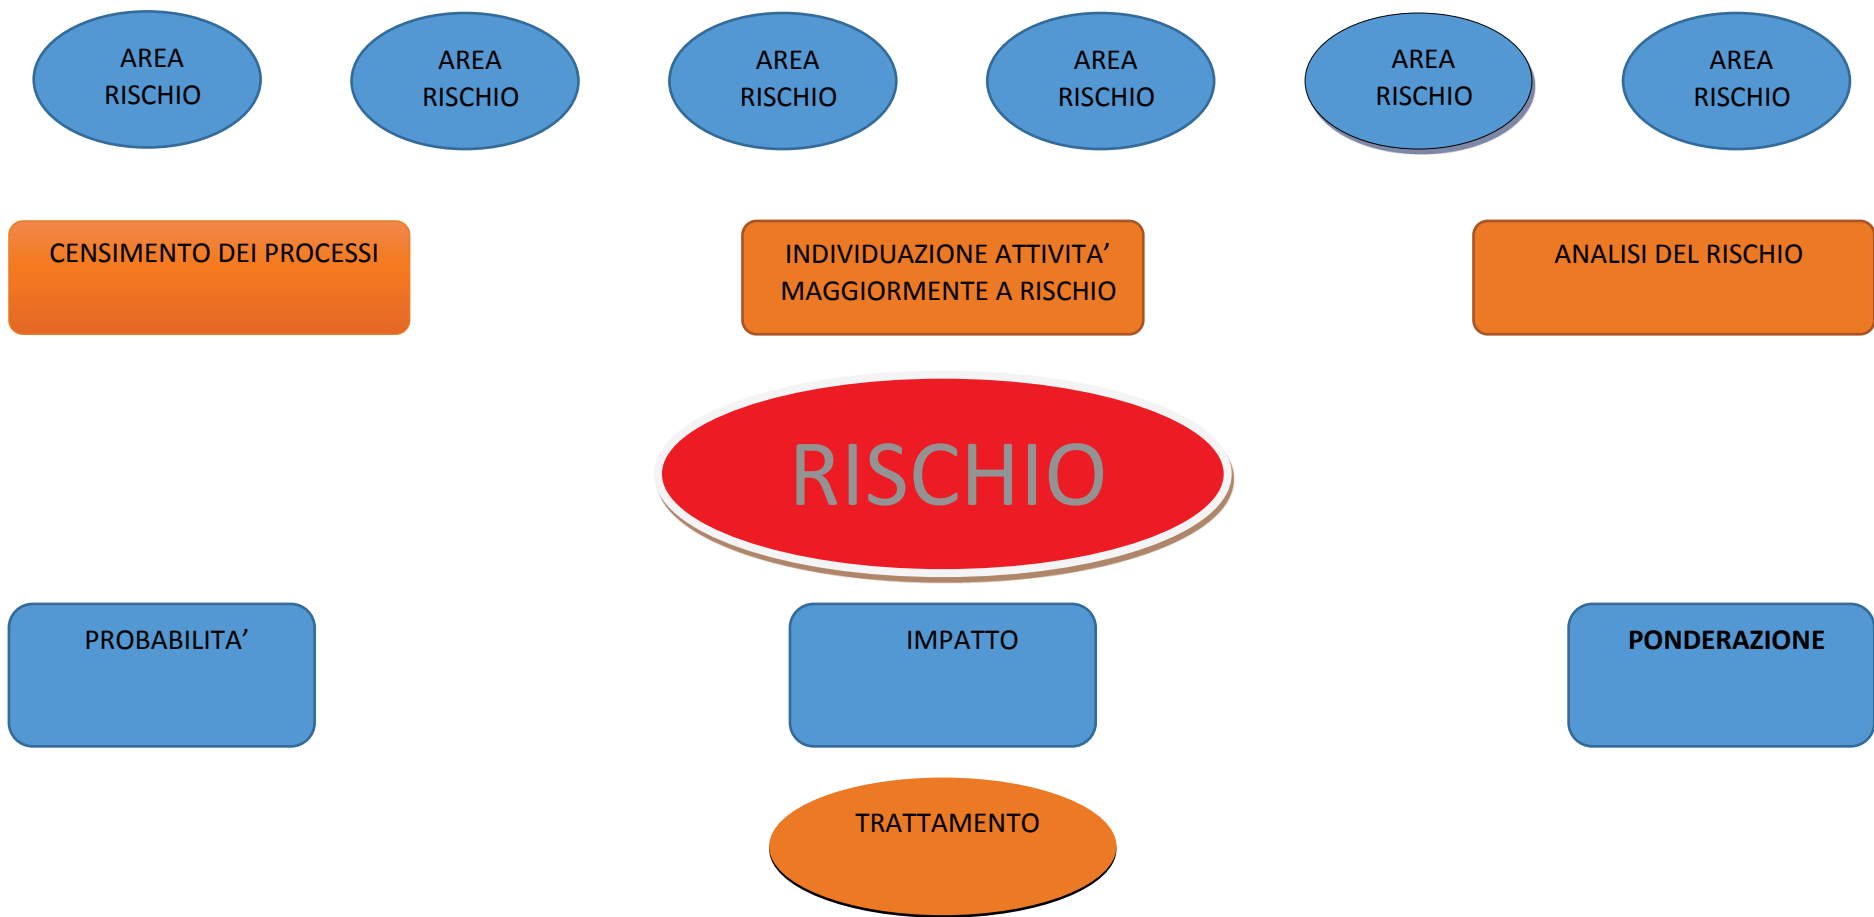 AREA
RISCHIO
AREA
RISCHIO
AREA
RISCHIO
AREA
RISCHIO
AREA
RISCHIO
AREA
RISCHIO
CENSIMENTO DEI PROCESSI
INDIVIDUAZIONE ATTIVITA’
MAGGIORMENTE A RISCHIO
ANALISI DEL RISCHIO
RISCHIO
PROBABILITA’
IMPATTO
PONDERAZIONE
TRATTAMENTO